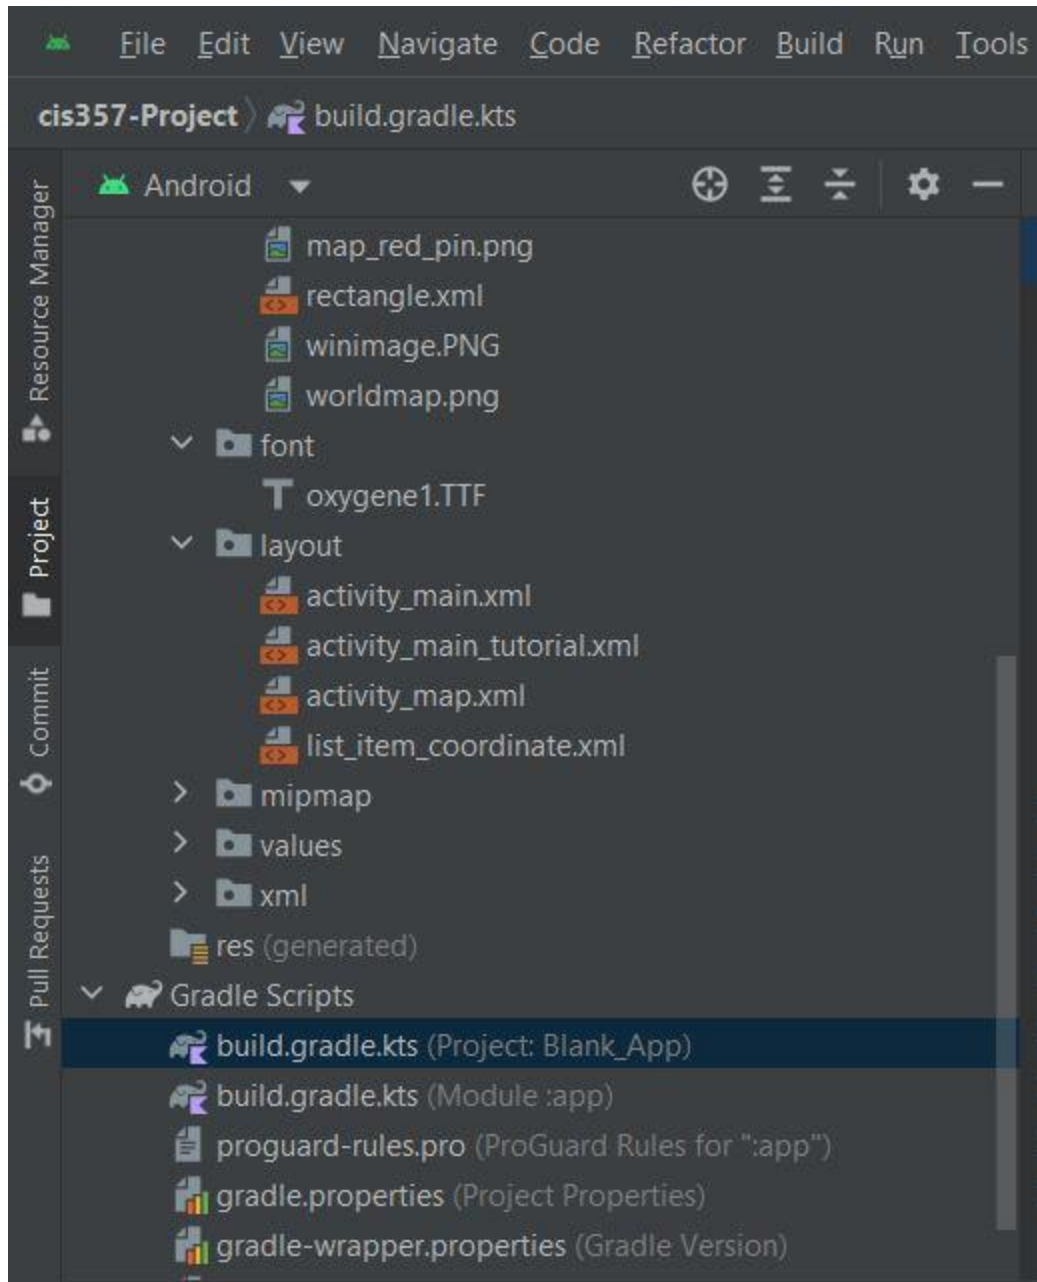 File Edit View Navigate Code Refactor Build Run Tools
cis357-Project build.gradle.kts
Android
map_red_pin.png
rectangle.xml
winimage.PNG
worldmap.png
font
oxygene1.TTF
layout
activity_main.xml
activity_main_tutorial.xml
activity_map.xml
list_item_coordinate.xml
mipmap
values
xml
res (generated)
Gradle Scripts
build.gradle.kts (Project: Blank_App)
build.gradle.kts (Module :app)
proguard-rules.pro (ProGuard Rules for ":app")
gradle.properties (Project Properties)
gradle-wrapper.properties (Gradle Version)
Resource Manager
Project
Commit
Pull Requests